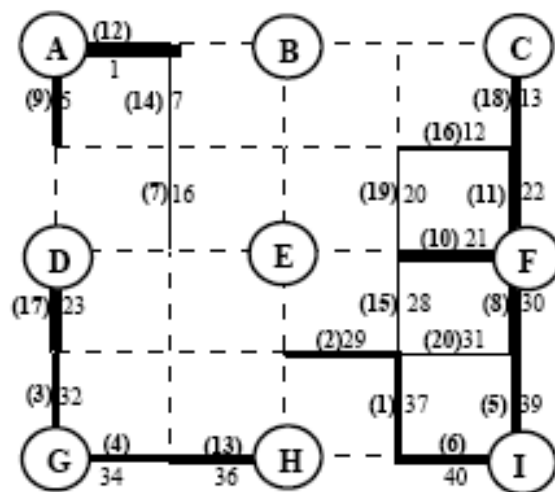 (12)
A B C
1
(9) 5 (14) 7 (18) 13
(16) 12
(7) 16 (19) 20 (11) 22
(10) 21
D E F
(17) 23 (15) 28 (8) 30
(2) 29 (20) 31
(3) 32 (1) 37 (5) 39
(4) (13) (6)
G H I
34 36 40